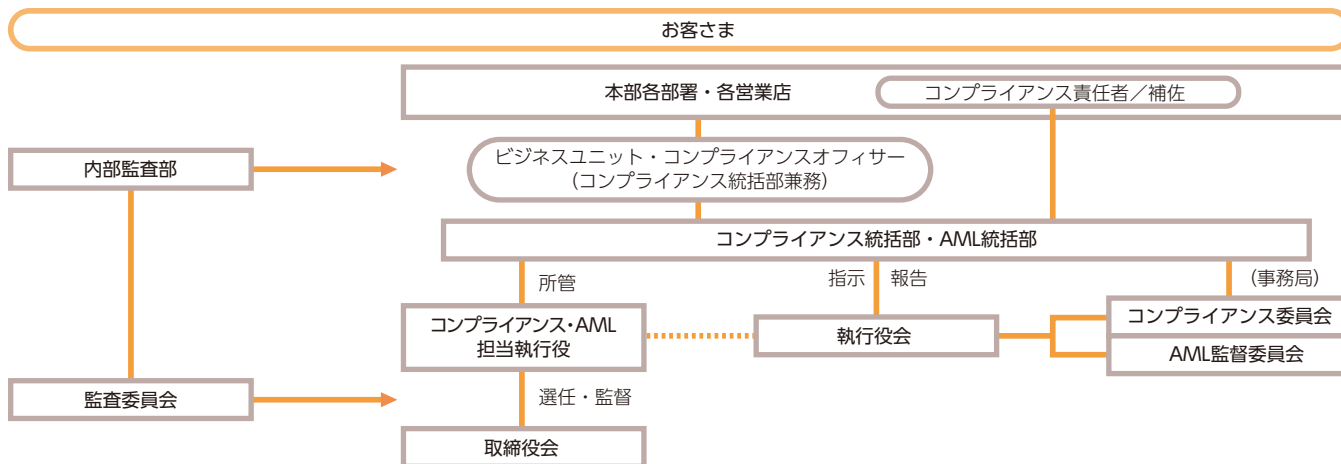 お客さま
本部各部署・各営業店
コンプライアンス責任者／補佐
内部監査部
ビジネスユニット・コンプライアンスオフィサー
(コンプライアンス統括部兼務)
コンプライアンス統括部・AML統括部
所管
指示
報告
(事務局)
コンプライアンス・AML
担当執行役
執行役会
コンプライアンス委員会
AML監督委員会
監査委員会
選任・監督
取締役会